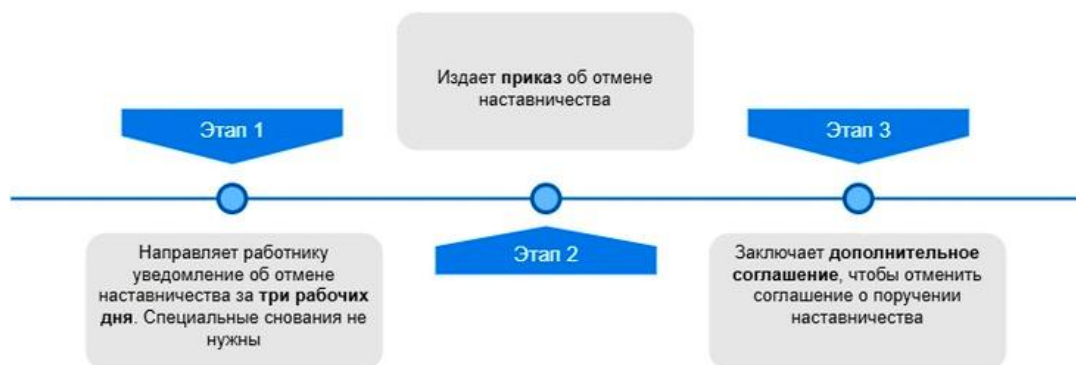 Этап 1
Направляет работнику
уведомление об отмене
наставничества за три рабочих
дня. Специальные снования не
нужны
Издает приказ об отмене
наставничества
Этап 2
Этап 3
Заключает дополнительное
соглашение, чтобы отменить
соглашение о поручении
наставничества